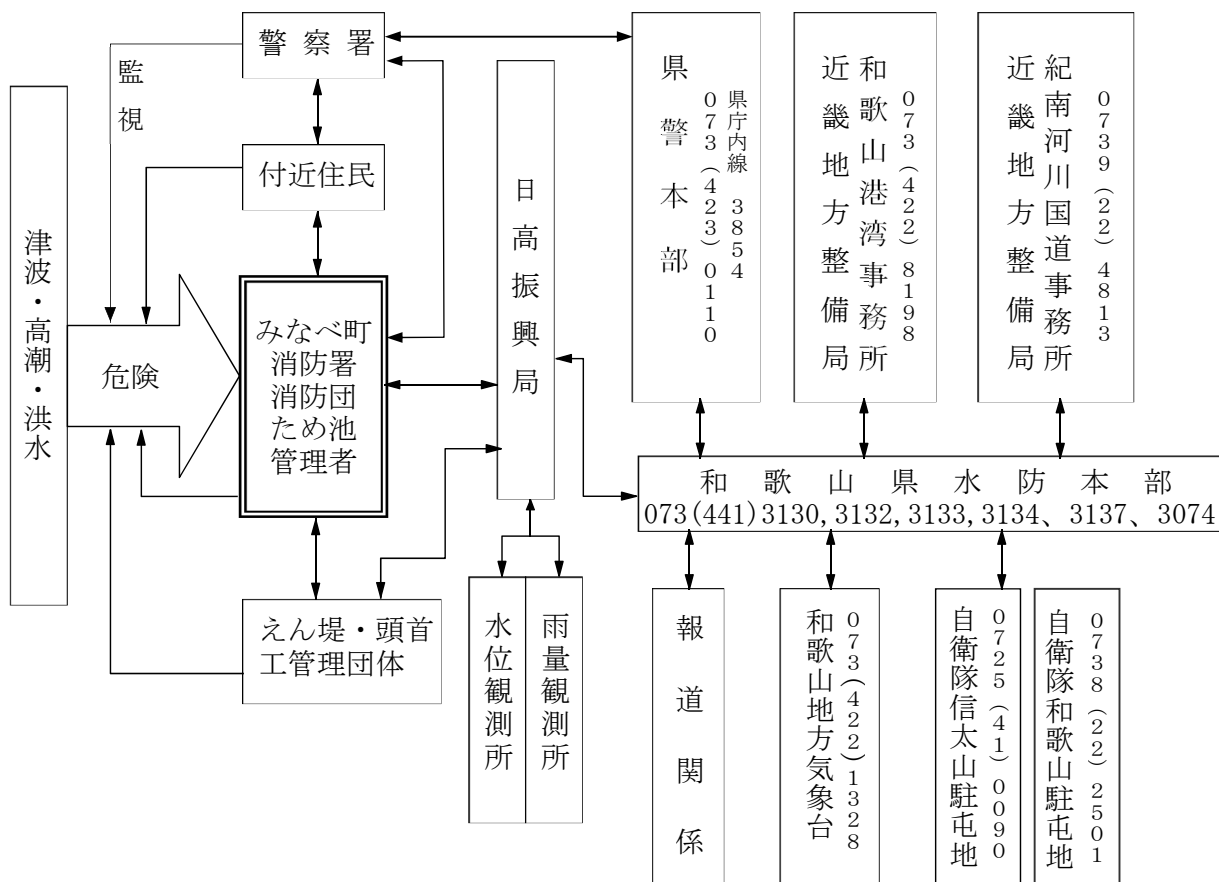 警察署
監視
付近住民
津波・高潮・洪水
危険
みなべ町
消防署
消防団
ため池
管理者
えん堤・頭首
工管理団体
日高振興局
水位観測所
雨量観測所
県警本部
県庁内線 3854
073(423)0110
近畿地方整備局
和歌山港湾事務所
073(422)8198
近畿地方整備局
紀南河川国道事務所
0739(22)4813
和歌山県水防本部
073(441)3130,3132,3133,3134、3137、3074
報道関係
和歌山地方気象台
073(422)1328
自衛隊信太山駐屯地
0725(41)0090
自衛隊和歌山駐屯地
0738(22)2501